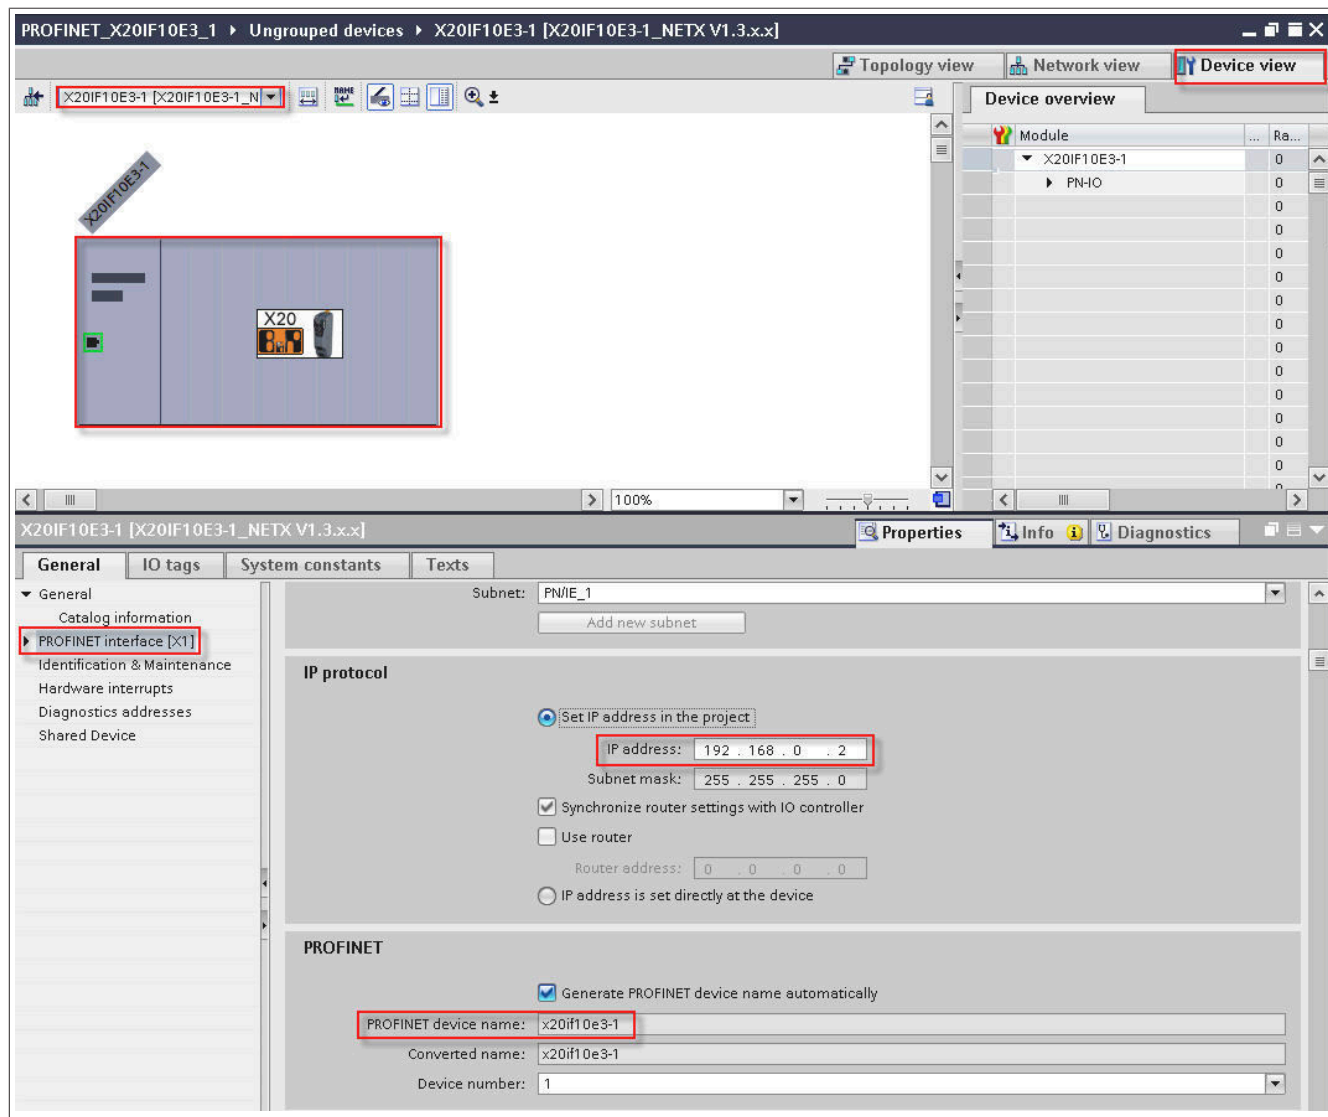 PROFINET_X20IF10E3_1 ▸ Ungrouped devices ▸ X20IF10E3-1 [X20IF10E3-1_NETX V1.3.x.x]
Topology view
Network view
Device view
X20IF10E3-1 [X20IF10E3-1_N
NAME
Device overview
Module
...
Ra...
X20IF10E3-1
0
PN-IO
0
0
0
0
0
0
0
0
0
0
0
0
0
X20IF10E3-1
X20
B&R
100%
X20IF10E3-1 [X20IF10E3-1_NETX V1.3.x.x]
Properties
Info
Diagnostics
General
IO tags
System constants
Texts
General
Catalog information
PROFINET interface [X1]
Identification & Maintenance
Hardware interrupts
Diagnostics addresses
Shared Device
Subnet: PN/IE_1
Add new subnet
IP protocol
Set IP address in the project
IP address: 192 . 168 . 0 . 2
Subnet mask: 255 . 255 . 255 . 0
Synchronize router settings with IO controller
Use router
Router address: 0 . 0 . 0 . 0
IP address is set directly at the device
PROFINET
Generate PROFINET device name automatically
PROFINET device name: x20if10e3-1
Converted name: x20if10e3-1
Device number: 1